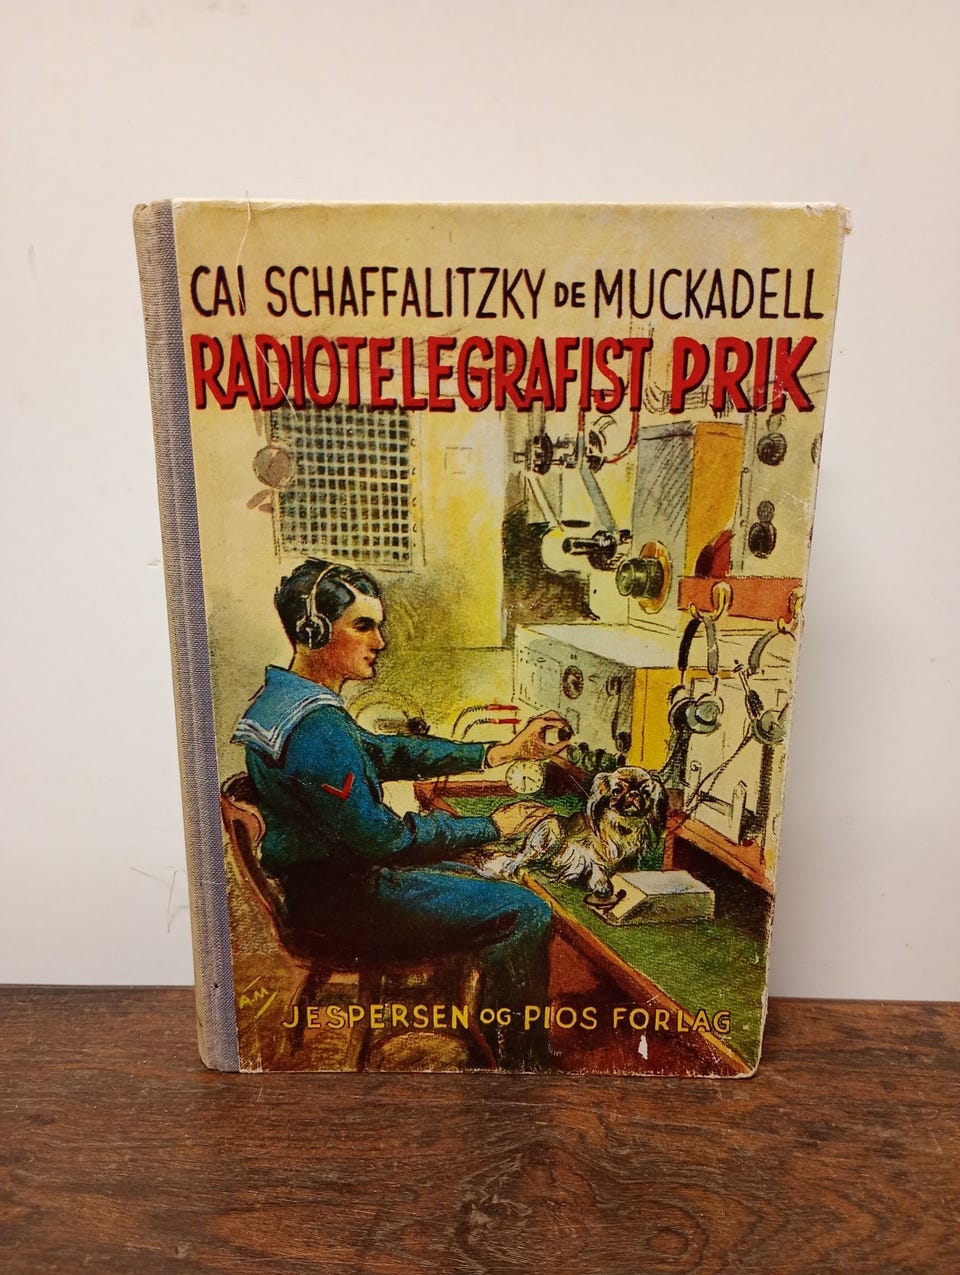 CAI SCHAFFALITZKY DE MUCKADELL
RADIOTELEGRAFIST PRIK
A.M
JESPERSEN OG PIOS FORLAG